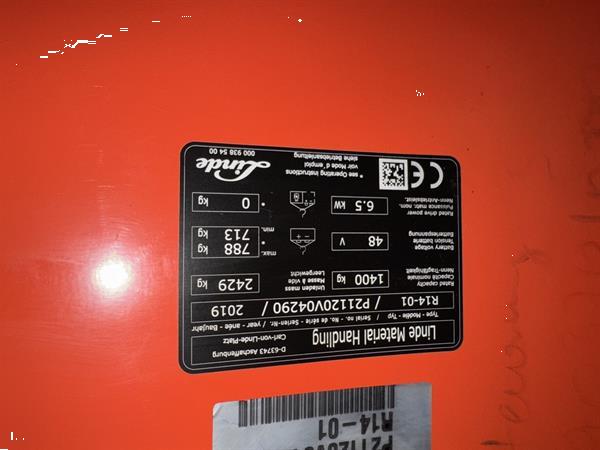 Linde Material Handling
Carl-von-Linde-Platz
D-63743 Aschaffenburg
Type - Modèle - Typ / Serial no. - No. de série - Serien-Nr. / year - anée - Baujahr
R14-01 / P21120V04290 / 2019
Rated capacity
Capacité nominale
Nenn-Tragfähigkeit
1400 kg
Unladen mass
Masse à vide
Leergewicht
2429 kg
Battery voltage
Tension batterie
Batteriespannung
48 V
max. 788
min. 713 kg
Rated drive power
Puissance motr. nom.
Nenn-Antriebsleist.
6.5 kW
* 0 kg
CE
* see Operating Instructions
voir Mode d'emploi
siehe Betriebsanleitung
Linde
000 938 54 00
R14-01